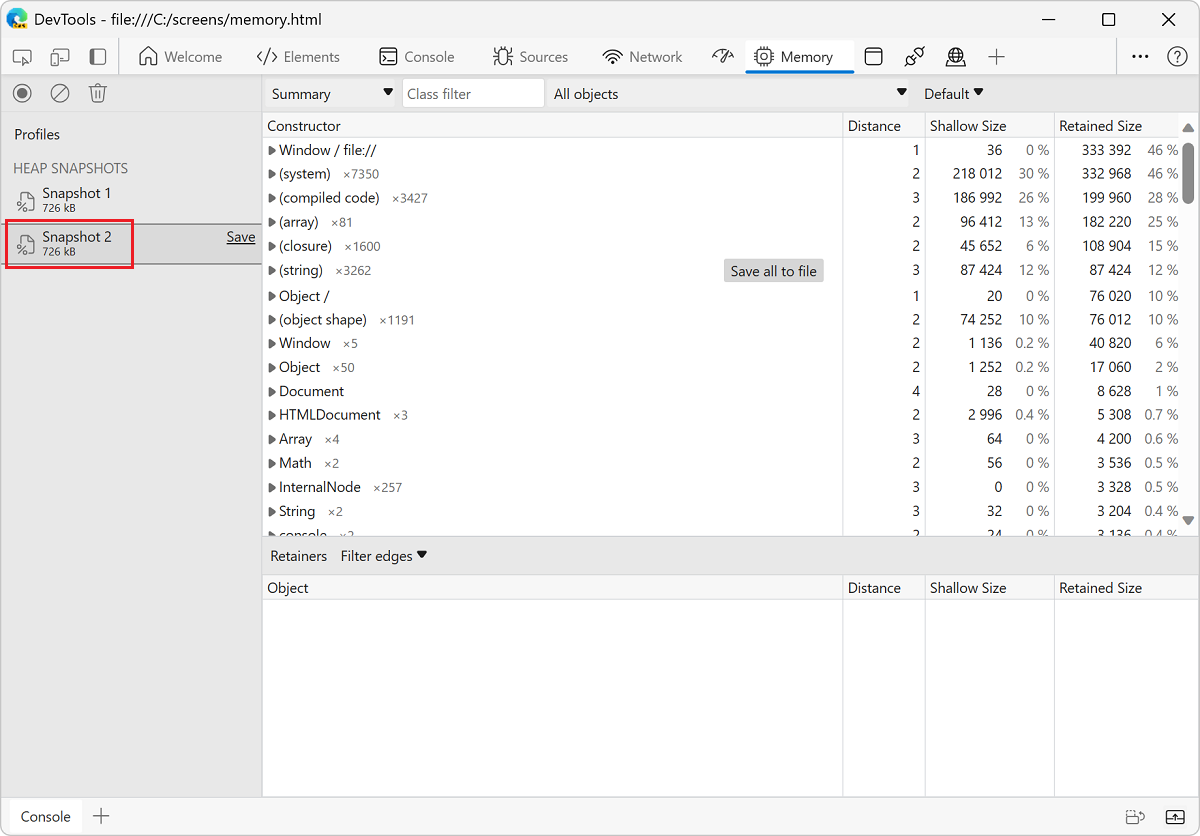 DevTools - file:///C:/screens/memory.html
Welcome Elements Console Sources Network Memory
Summary Class filter All objects Default
Profiles
HEAP SNAPSHOTS
Snapshot 1
726 kB
Snapshot 2 Save
726 kB
Constructor Distance Shallow Size Retained Size
Window / file:// 1 36 0 % 333 392 46 %
(system) ×7350 2 218 012 30 % 332 968 46 %
(compiled code) ×3427 3 186 992 26 % 199 960 28 %
(array) ×81 2 96 412 13 % 182 220 25 %
(closure) ×1600 2 45 652 6 % 108 904 15 %
(string) ×3262 Save all to file 3 87 424 12 % 87 424 12 %
Object / 1 20 0 % 76 020 10 %
(object shape) ×1191 2 74 252 10 % 76 012 10 %
Window ×5 2 1 136 0.2 % 40 820 6 %
Object ×50 2 1 252 0.2 % 17 060 2 %
Document 4 28 0 % 8 628 1 %
HTMLDocument ×3 2 2 996 0.4 % 5 308 0.7 %
Array ×4 3 64 0 % 4 200 0.6 %
Math ×2 2 56 0 % 3 536 0.5 %
InternalNode ×257 3 0 0 % 3 328 0.5 %
String ×2 3 32 0 % 3 204 0.4 %
console ×2 2 24 0 % 3 136 0.4 %
Retainers Filter edges
Object Distance Shallow Size Retained Size
Console